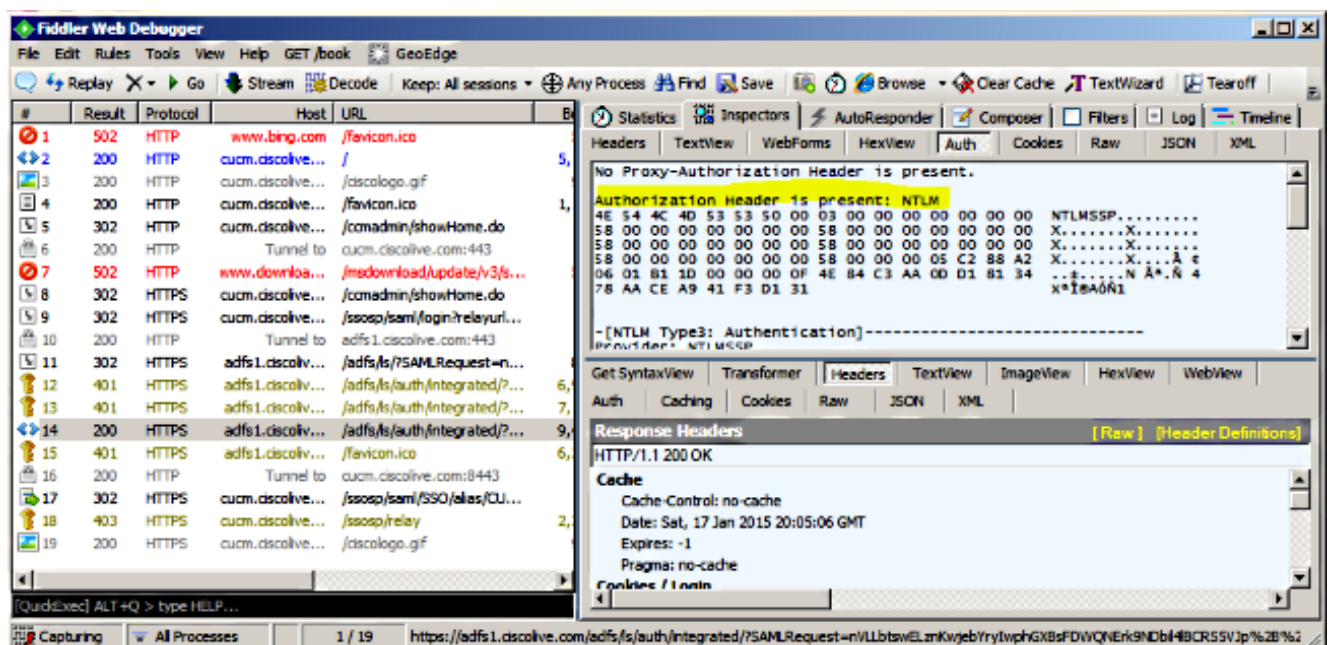 Fiddler Web Debugger
File Edit Rules Tools View Help GET /book GeoEdge
Replay X Go Stream Decode Keep: All sessions Any Process Find Save Browse Clear Cache TextWizard Tearoff
# Result Protocol Host URL
1 502 HTTP www.bing.com /favicon.ico
2 200 HTTP cucm.ciscolive... / 5,
3 200 HTTP cucm.ciscolive... /ciscologo.gif
4 200 HTTP cucm.ciscolive... /favicon.ico 1,
5 302 HTTP cucm.ciscolive... /ccmadmin/showHome.do
6 200 HTTP Tunnel to cucm.ciscolive.com:443
7 502 HTTP www.downloa... /msdownload/update/v3/s...
8 302 HTTPS cucm.ciscolive... /ccmadmin/showHome.do
9 302 HTTPS cucm.ciscolive... /ssosp/saml/login?relayurl...
10 200 HTTP Tunnel to adfs1.ciscolive.com:443
11 302 HTTPS adfs1.ciscoliv... /adfs/ls/?SAMLRequest=n...
12 401 HTTPS adfs1.ciscoliv... /adfs/ls/auth/integrated/?... 6,
13 401 HTTPS adfs1.ciscoliv... /adfs/ls/auth/integrated/?... 7,
14 200 HTTPS adfs1.ciscoliv... /adfs/ls/auth/integrated/?... 9,
15 401 HTTPS adfs1.ciscoliv... /favicon.ico 6,
16 200 HTTP Tunnel to cucm.ciscolive.com:8443
17 302 HTTPS cucm.ciscolive... /ssosp/saml/SSO/alias/CU...
18 403 HTTPS cucm.ciscolive... /ssosp/relay 2,
19 200 HTTPS cucm.ciscolive... /ciscologo.gif
[QuickExec] ALT+Q > type HELP...
Statistics Inspectors AutoResponder Composer Filters Log Timeline
Headers TextView WebForms HexView Auth Cookies Raw JSON XML
No Proxy-Authorization Header is present.
Authorization Header is present: NTLM
4E 54 4C 4D 53 53 50 00 03 00 00 00 00 00 00 00 NTLMSSP.........
58 00 00 00 00 00 00 00 58 00 00 00 00 00 00 00 X.......X.......
58 00 00 00 00 00 00 00 58 00 00 00 00 00 00 00 X.......X.......
58 00 00 00 00 00 00 00 58 00 00 00 05 C2 88 A2
06 01 B1 1D 00 00 00 0F 4E 84 C3 AA 0D D1 81 34
78 AA CE A9 41 F3 D1 31
-[NTLM Type3: Authentication]------------------------------
Provider: NTLMSSP
Get SyntaxView Transformer Headers TextView ImageView HexView WebView
Auth Caching Cookies Raw JSON XML
Response Headers [Raw] [Header Definitions]
HTTP/1.1 200 OK
Cache
Cache-Control: no-cache
Date: Sat, 17 Jan 2015 20:05:06 GMT
Expires: -1
Pragma: no-cache
Cookies / Login
Capturing All Processes 1 / 19 https://adfs1.ciscolive.com/adfs/ls/auth/integrated/?